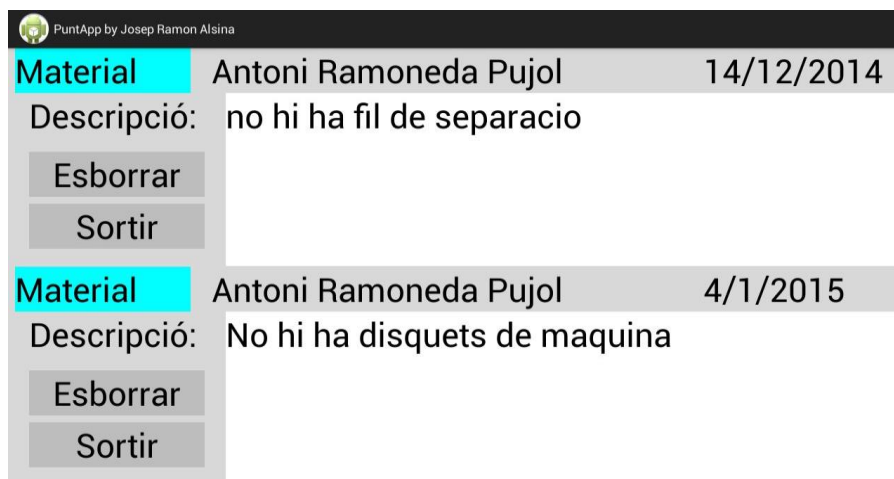 PuntApp by Josep Ramon Alsina
Material Antoni Ramoneda Pujol 14/12/2014
Descripció: no hi ha fil de separacio
Esborrar
Sortir
Material Antoni Ramoneda Pujol 4/1/2015
Descripció: No hi ha disquets de maquina
Esborrar
Sortir